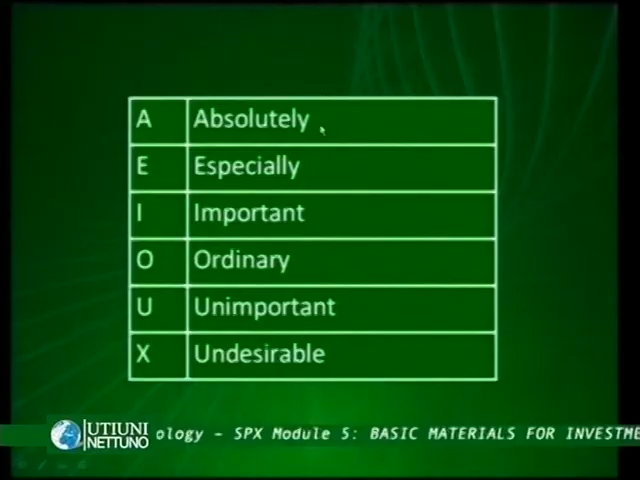 A Absolutely
E Especially
I Important
O Ordinary
U Unimportant
X Undesirable
UTIUNI
NETTUNO
ology - SPX Module 5: BASIC MATERIALS FOR INVESTME